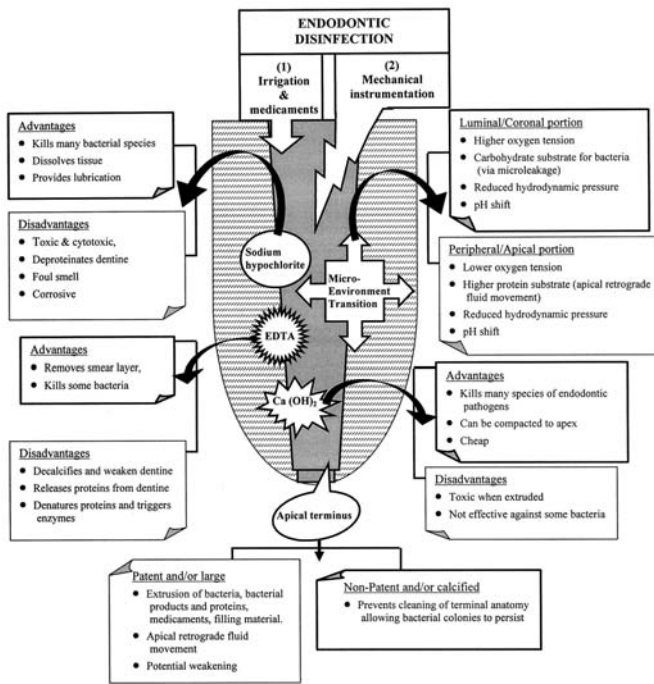 ENDODONTIC
DISINFECTION
(1)
Irrigation
&
medicaments
(2)
Mechanical
instrumentation
Advantages
• Kills many bacterial species
• Dissolves tissue
• Provides lubrication
Disadvantages
• Toxic & cytotoxic,
• Deproteinates dentine
• Foul smell
• Corrosive
Sodium
hypochlorite
Luminal/Coronal portion
• Higher oxygen tension
• Carbohydrate substrate for bacteria
(via microleakage)
• Reduced hydrodynamic pressure
• pH shift
Peripheral/Apical portion
• Lower oxygen tension
• Higher protein substrate (apical retrograde
fluid movement)
• Reduced hydrodynamic pressure
• pH shift
Micro-
Environment
Transition
EDTA
Advantages
• Removes smear layer,
• Kills some bacteria
Disadvantages
• Decalcifies and weaken dentine
• Releases proteins from dentine
• Denatures proteins and triggers
enzymes
Ca (OH)2
Advantages
• Kills many species of endodontic
pathogens
• Can be compacted to apex
• Cheap
Disadvantages
• Toxic when extruded
• Not effective against some bacteria
Apical terminus
Patent and/or large
• Extrusion of bacteria, bacterial
products and proteins,
medicaments, filling material.
• Apical retrograde fluid
movement
• Potential weakening
Non-Patent and/or calcified
• Prevents cleaning of terminal anatomy
allowing bacterial colonies to persist